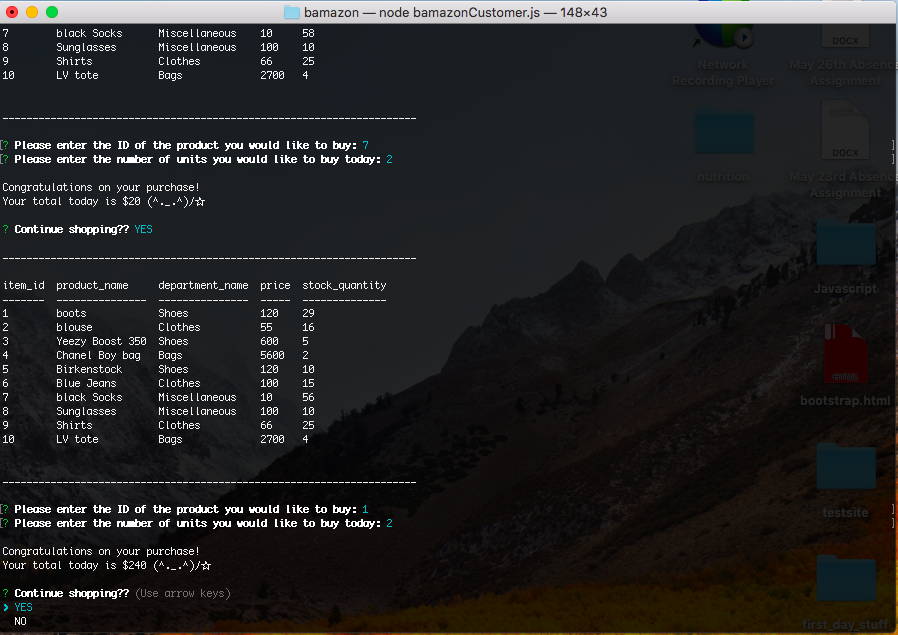 bamazon — node bamazonCustomer.js — 148×43
7 black Socks Miscellaneous 10 58
8 Sunglasses Miscellaneous 100 10
9 Shirts Clothes 66 25
10 LV tote Bags 2700 4
---------------------------------------------------------------------
[? Please enter the ID of the product you would like to buy: 7 ]
[? Please enter the number of units you would like to buy today: 2 ]
Congratulations on your purchase!
Your total today is $20 (^._.^)/☆
? Continue shopping?? YES
---------------------------------------------------------------------
item_id product_name department_name price stock_quantity
------- --------------- --------------- ----- --------------
1 boots Shoes 120 29
2 blouse Clothes 55 16
3 Yeezy Boost 350 Shoes 600 5
4 Chanel Boy bag Bags 5600 2
5 Birkenstock Shoes 120 10
6 Blue Jeans Clothes 100 15
7 black Socks Miscellaneous 10 56
8 Sunglasses Miscellaneous 100 10
9 Shirts Clothes 66 25
10 LV tote Bags 2700 4
---------------------------------------------------------------------
[? Please enter the ID of the product you would like to buy: 1 ]
[? Please enter the number of units you would like to buy today: 2 ]
Congratulations on your purchase!
Your total today is $240 (^._.^)/☆
? Continue shopping?? (Use arrow keys)
❯ YES
NO
Network
Recording Player
DOCX
May 26th Absence
Assignment
nutrition
DOCX
May 23rd Absence
Assignment
Javascript
HTML
bootstrap.html
testsite
first_day_stuff